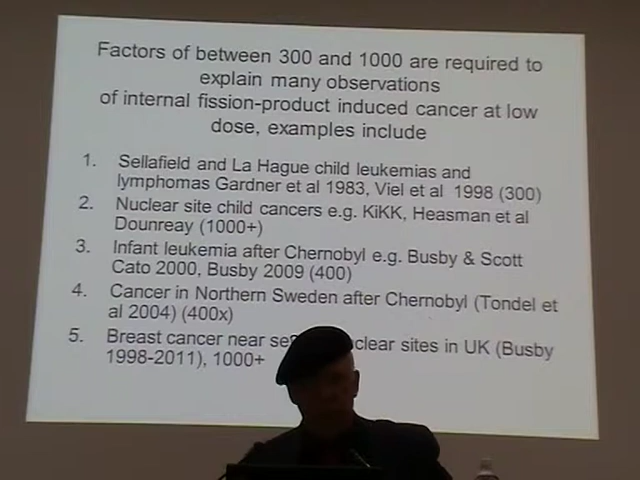 Factors of between 300 and 1000 are required to
explain many observations
of internal fission-product induced cancer at low
dose, examples include
1. Sellafield and La Hague child leukemias and
lymphomas Gardner et al 1983, Viel et al 1998 (300)
2. Nuclear site child cancers e.g. KiKK, Heasman et al
Dounreay (1000+)
3. Infant leukemia after Chernobyl e.g. Busby & Scott
Cato 2000, Busby 2009 (400)
4. Cancer in Northern Sweden after Chernobyl (Tondel et
al 2004) (400x)
5. Breast cancer near sites in UK (Busby
1998-2011), 1000+